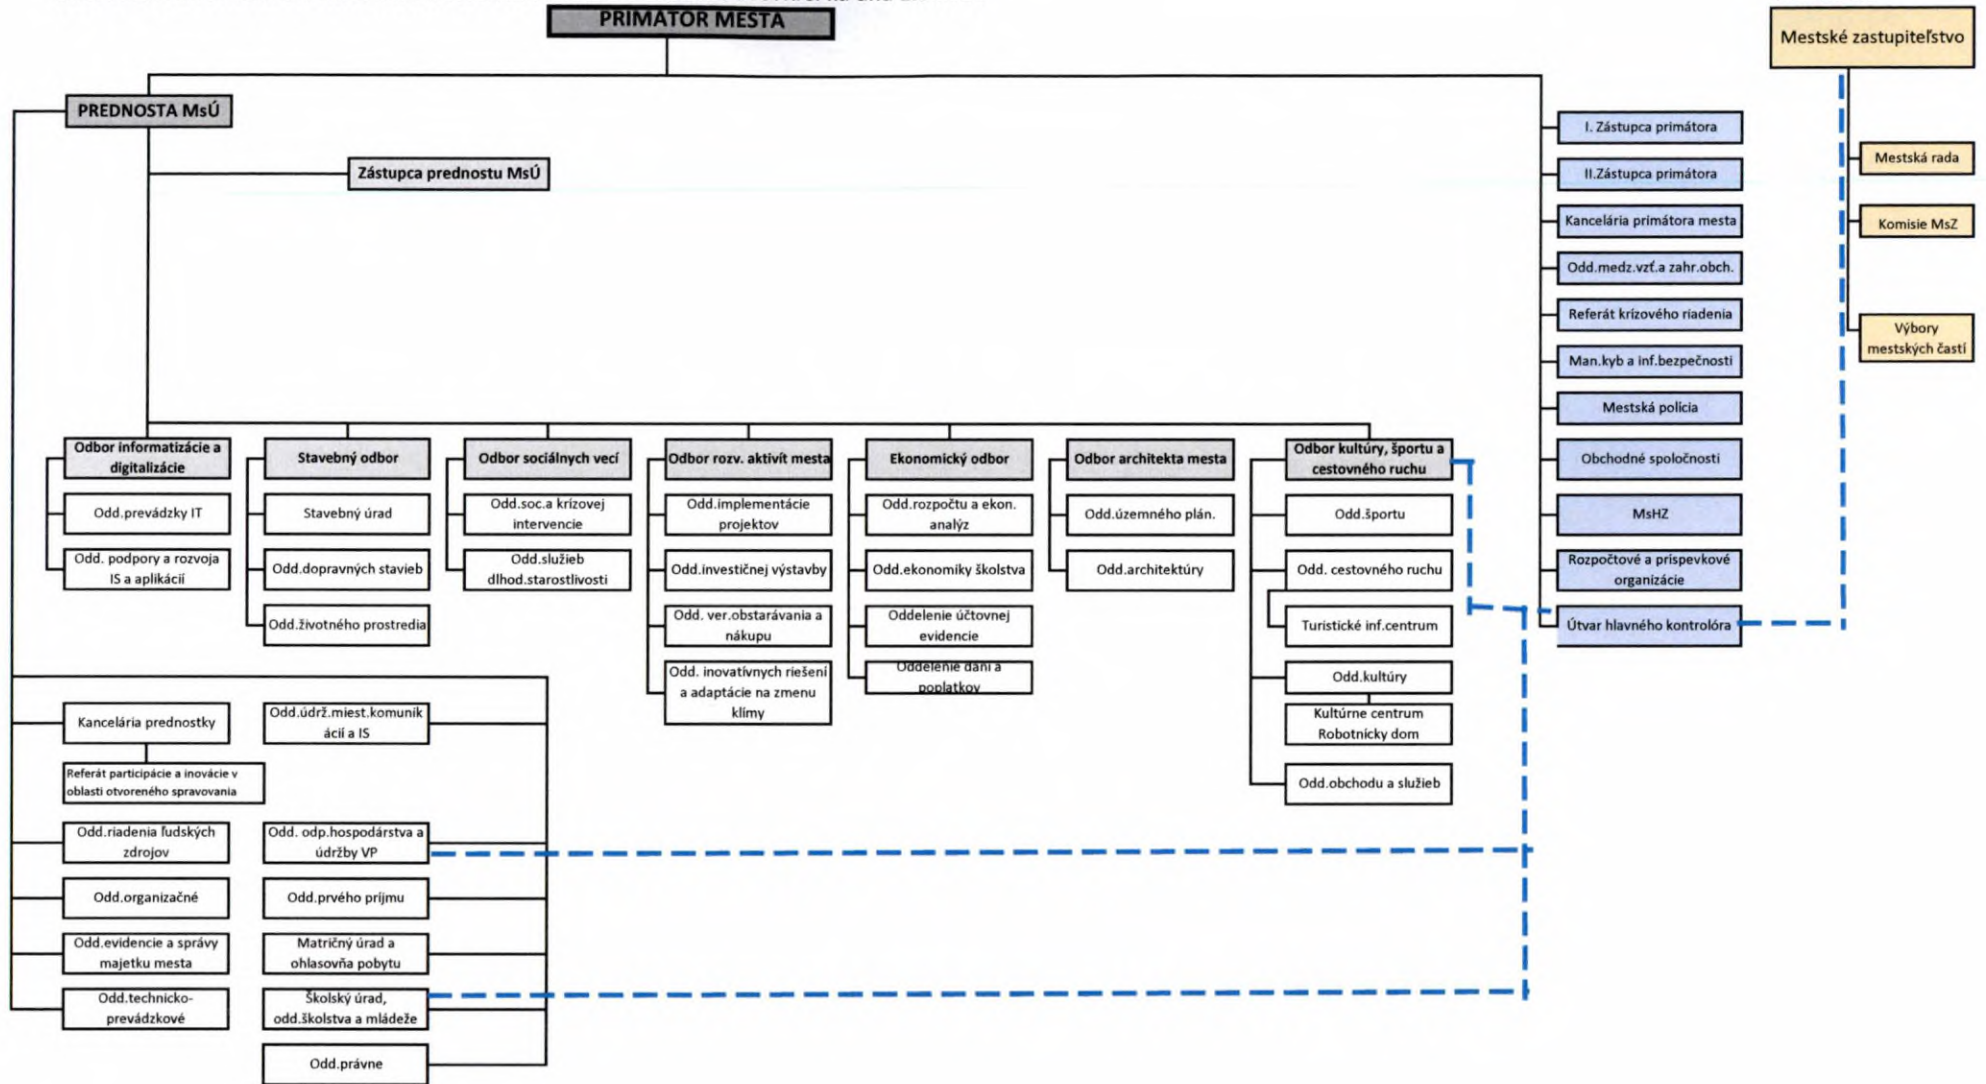 PRIMÁTOR MESTA
Mestské zastupiteľstvo
PREDNOSTA MsÚ
Zástupca prednostu MsÚ
I. Zástupca primátora
II.Zástupca primátora
Kancelária primátora mesta
Odd.medz.vzť.a zahr.obch.
Referát krízového riadenia
Man.kyb a inf.bezpečnosti
Mestská polícia
Obchodné spoločnosti
MsHZ
Rozpočtové a príspevkové
organizácie
Útvar hlavného kontrolóra
Mestská rada
Komisie MsZ
Výbory
mestských častí
Odbor informatizácie a
digitalizácie
Odd.prevádzky IT
Odd. podpory a rozvoja
IS a aplikácií
Stavebný odbor
Stavebný úrad
Odd.dopravných stavieb
Odd.životného prostredia
Odbor sociálnych vecí
Odd.soc.a krízovej
intervencie
Odd.služieb
dlhod.starostlivosti
Odbor rozv. aktivít mesta
Odd.implementácie
projektov
Odd.investičnej výstavby
Odd. ver.obstarávania a
nákupu
Odd. inovatívnych riešení
a adaptácie na zmenu
klímy
Ekonomický odbor
Odd.rozpočtu a ekon.
analýz
Odd.ekonomiky školstva
Oddelenie účtovnej
evidencie
Oddelenie daní a
poplatkov
Odbor architekta mesta
Odd.územného plán.
Odd.architektúry
Odbor kultúry, športu a
cestovného ruchu
Odd.športu
Odd. cestovného ruchu
Turistické inf.centrum
Odd.kultúry
Kultúrne centrum
Robotnícky dom
Odd.obchodu a služieb
Kancelária prednostky
Referát participácie a inovácie v
oblasti otvoreného spravovania
Odd.riadenia ľudských
zdrojov
Odd.organizačné
Odd.evidencie a správy
majetku mesta
Odd.technicko-
prevádzkové
Odd.údrž.miest.komunik
ácií a IS
Odd. odp.hospodárstva a
údržby VP
Odd.prvého príjmu
Matričný úrad a
ohlasovňa pobytu
Školský úrad,
odd.školstva a mládeže
Odd.právne